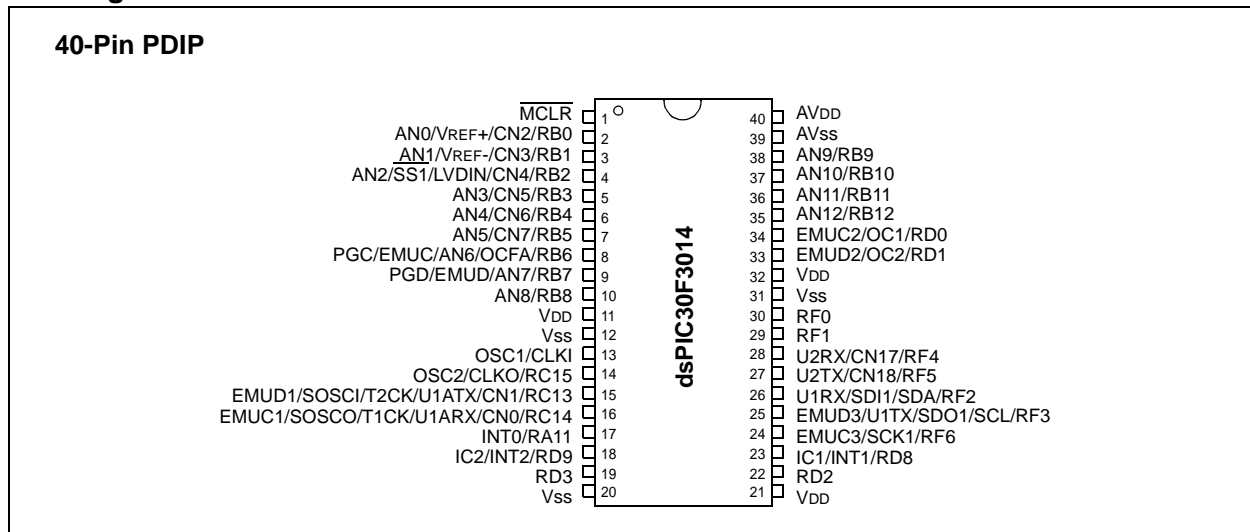 40-Pin PDIP
MCLR 1
AN0/VREF+/CN2/RB0 2
AN1/VREF-/CN3/RB1 3
AN2/SS1/LVDIN/CN4/RB2 4
AN3/CN5/RB3 5
AN4/CN6/RB4 6
AN5/CN7/RB5 7
PGC/EMUC/AN6/OCFA/RB6 8
PGD/EMUD/AN7/RB7 9
AN8/RB8 10
VDD 11
Vss 12
OSC1/CLKI 13
OSC2/CLKO/RC15 14
EMUD1/SOSCI/T2CK/U1ATX/CN1/RC13 15
EMUC1/SOSCO/T1CK/U1ARX/CN0/RC14 16
INT0/RA11 17
IC2/INT2/RD9 18
RD3 19
Vss 20
dsPIC30F3014
40 AVDD
39 AVss
38 AN9/RB9
37 AN10/RB10
36 AN11/RB11
35 AN12/RB12
34 EMUC2/OC1/RD0
33 EMUD2/OC2/RD1
32 VDD
31 Vss
30 RF0
29 RF1
28 U2RX/CN17/RF4
27 U2TX/CN18/RF5
26 U1RX/SDI1/SDA/RF2
25 EMUD3/U1TX/SDO1/SCL/RF3
24 EMUC3/SCK1/RF6
23 IC1/INT1/RD8
22 RD2
21 VDD